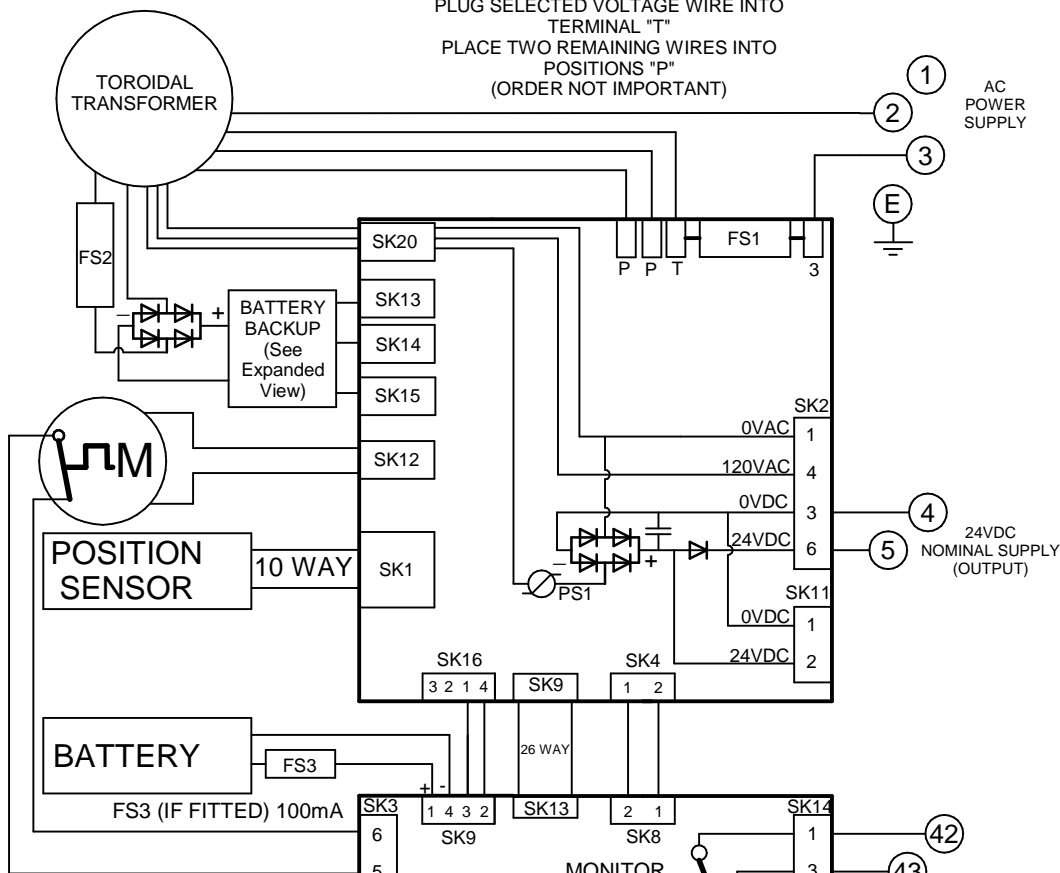 PLUG SELECTED VOLTAGE WIRE INTO
TERMINAL "T"
PLACE TWO REMAINING WIRES INTO
POSITIONS "P"
(ORDER NOT IMPORTANT)
TOROIDAL
TRANSFORMER
1
2
3
E
AC
POWER
SUPPLY
FS2
SK20
P P T
FS1
3
BATTERY
BACKUP
(See
Expanded
View)
– +
SK13
SK14
SK15
M
SK12
POSITION
SENSOR
10 WAY
SK1
SK2
0VAC 1
120VAC 4
0VDC 3
24VDC 6
4
5
24VDC
NOMINAL SUPPLY
(OUTPUT)
– +
PS1
SK11
0VDC 1
24VDC 2
SK16
3 2 1 4
SK9
SK4
1 2
BATTERY
FS3
26 WAY
FS3 (IF FITTED) 100mA
+ -
SK3
6
5
1 4 3 2
SK9
SK13
2 1
SK8
MONITOR
SK14
1
3
42
43